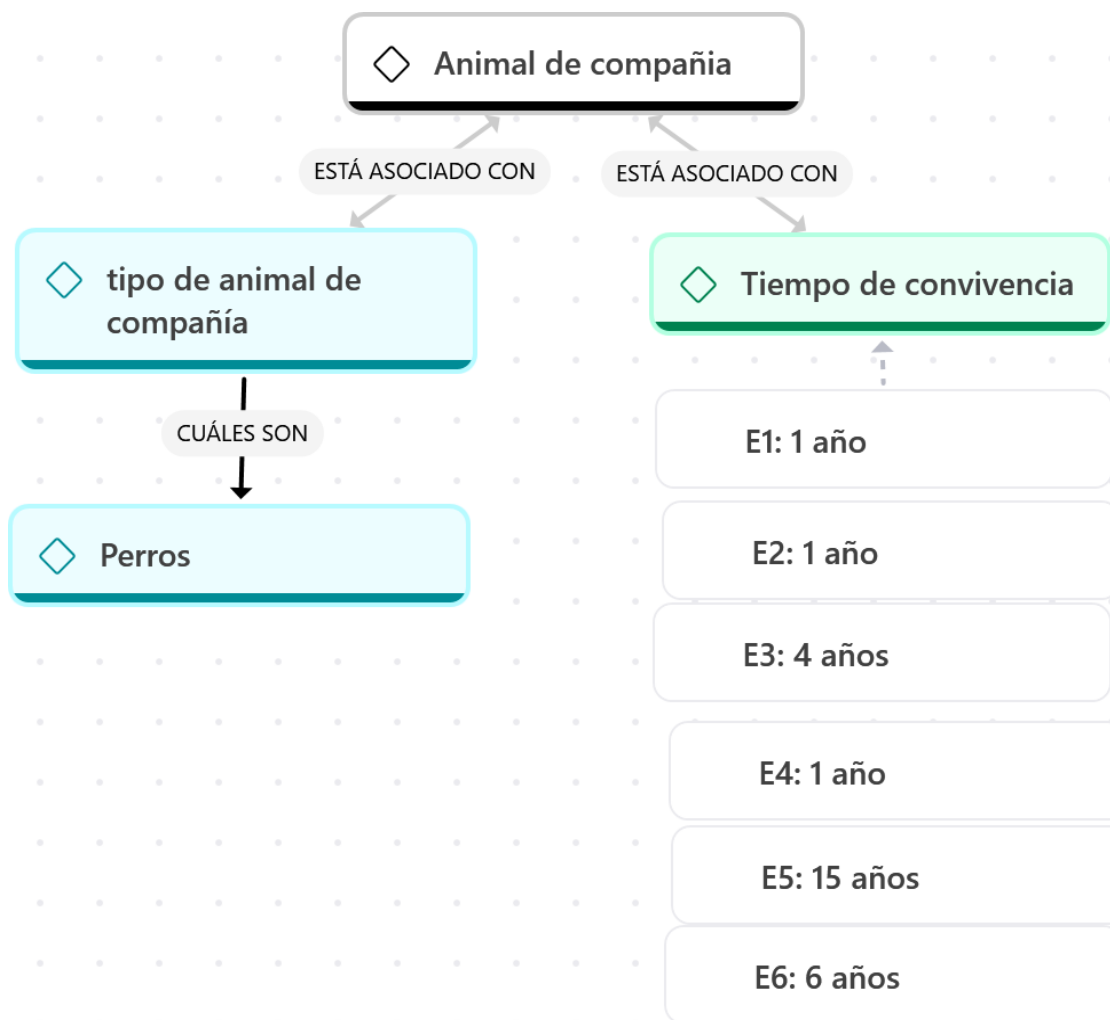 Animal de compañia
ESTÁ ASOCIADO CON
ESTÁ ASOCIADO CON
tipo de animal de
compañía
Tiempo de convivencia
CUÁLES SON
Perros
E1: 1 año
E2: 1 año
E3: 4 años
E4: 1 año
E5: 15 años
E6: 6 años